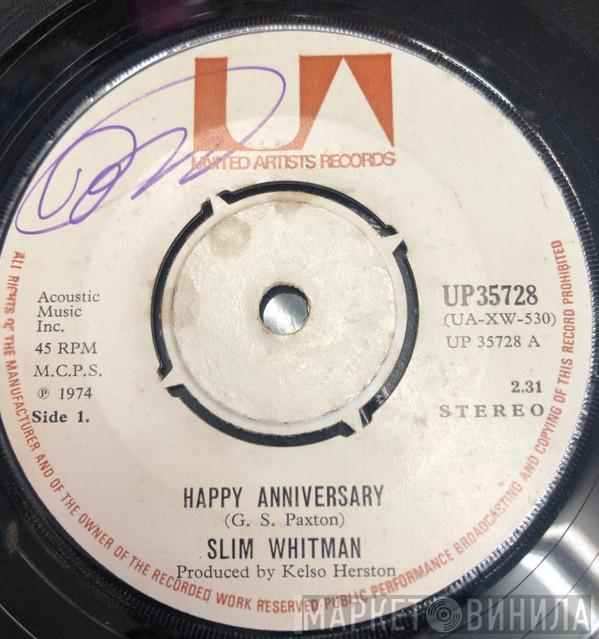 UA
UNITED ARTISTS RECORDS
Acoustic
Music
Inc.
45 RPM
M.C.P.S.
℗ 1974
Side 1.
UP35728
(UA-XW-530)
UP 35728 A
2.31
STEREO
HAPPY ANNIVERSARY
(G. S. Paxton)
SLIM WHITMAN
Produced by Kelso Herston
ALL RIGHTS OF THE MANUFACTURER AND OF THE OWNER OF THE RECORDED WORK RESERVED PUBLIC PERFORMANCE BROADCASTING AND COPYING OF THIS RECORD PROHIBITED
МАРКЕТ ВИНИЛА